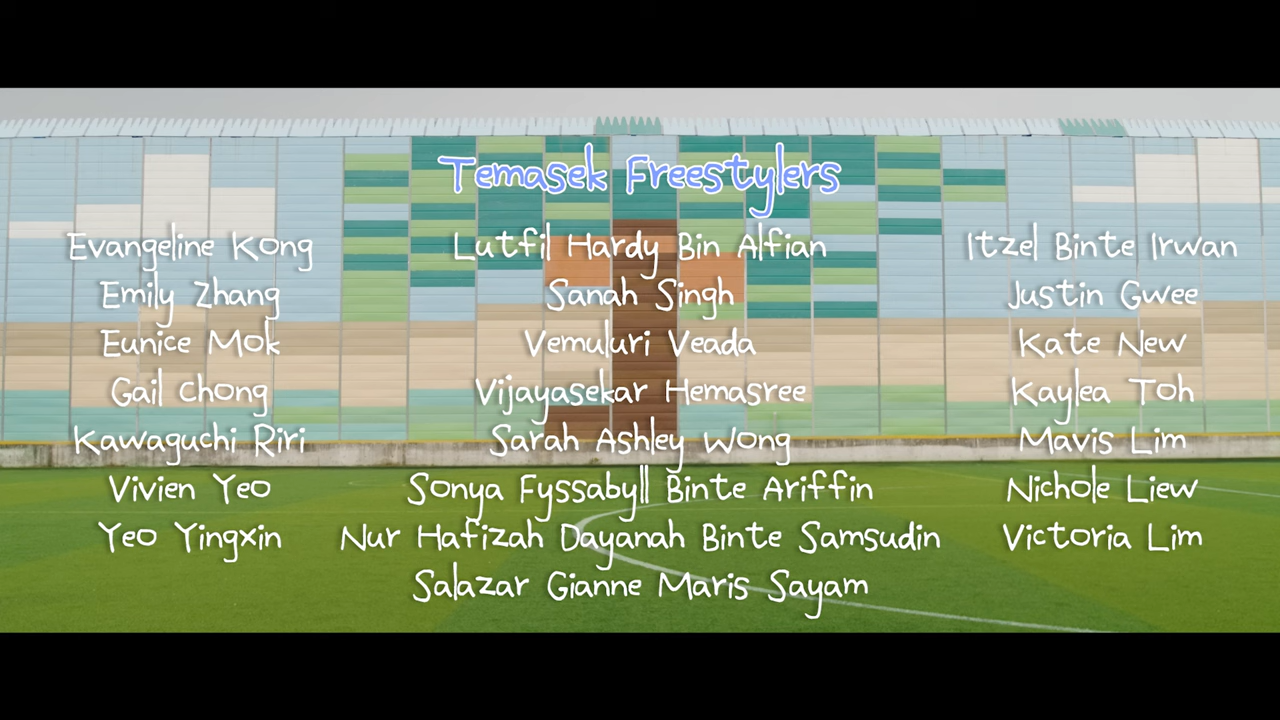 Temasek Freestylers
Evangeline Kong
Emily Zhang
Eunice Mok
Gail Chong
Kawaguchi Riri
Vivien Yeo
Yeo Yingxin
Lutfil Hardy Bin Alfian
Sanah Singh
Vemuluri Veada
Vijayasekar Hemasree
Sarah Ashley Wong
Sonya Fyssabyll Binte Ariffin
Nur Hafizah Dayanah Binte Samsudin
Salazar Gianne Maris Sayam
Itzel Binte Irwan
Justin Gwee
Kate New
Kaylea Toh
Mavis Lim
Nichole Liew
Victoria Lim